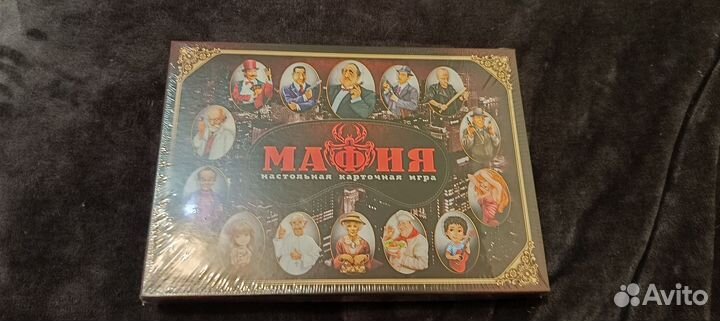 МАФИЯ
настольная карточная игра
Avito